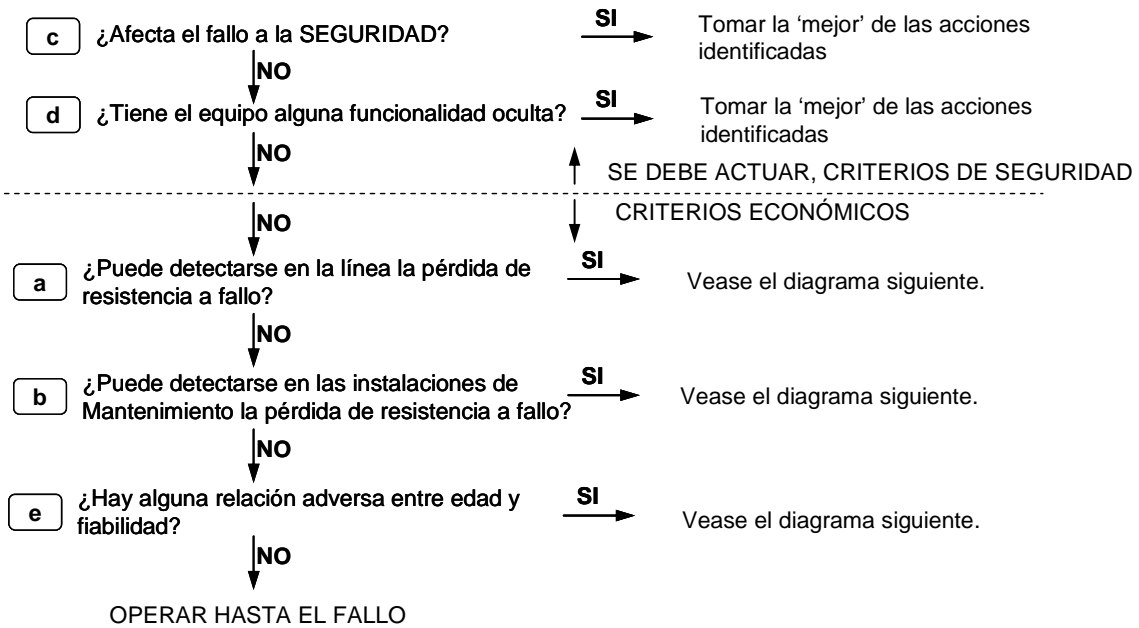 c ¿Afecta el fallo a la SEGURIDAD? SI Tomar la ‘mejor’ de las acciones
identificadas
NO
d ¿Tiene el equipo alguna funcionalidad oculta? SI Tomar la ‘mejor’ de las acciones
identificadas
NO
SE DEBE ACTUAR, CRITERIOS DE SEGURIDAD
CRITERIOS ECONÓMICOS
NO
a ¿Puede detectarse en la línea la pérdida de
resistencia a fallo?
SI Vease el diagrama siguiente.
NO
b ¿Puede detectarse en las instalaciones de
Mantenimiento la pérdida de resistencia a fallo?
SI Vease el diagrama siguiente.
NO
e ¿Hay alguna relación adversa entre edad y
fiabilidad?
SI Vease el diagrama siguiente.
NO
OPERAR HASTA EL FALLO